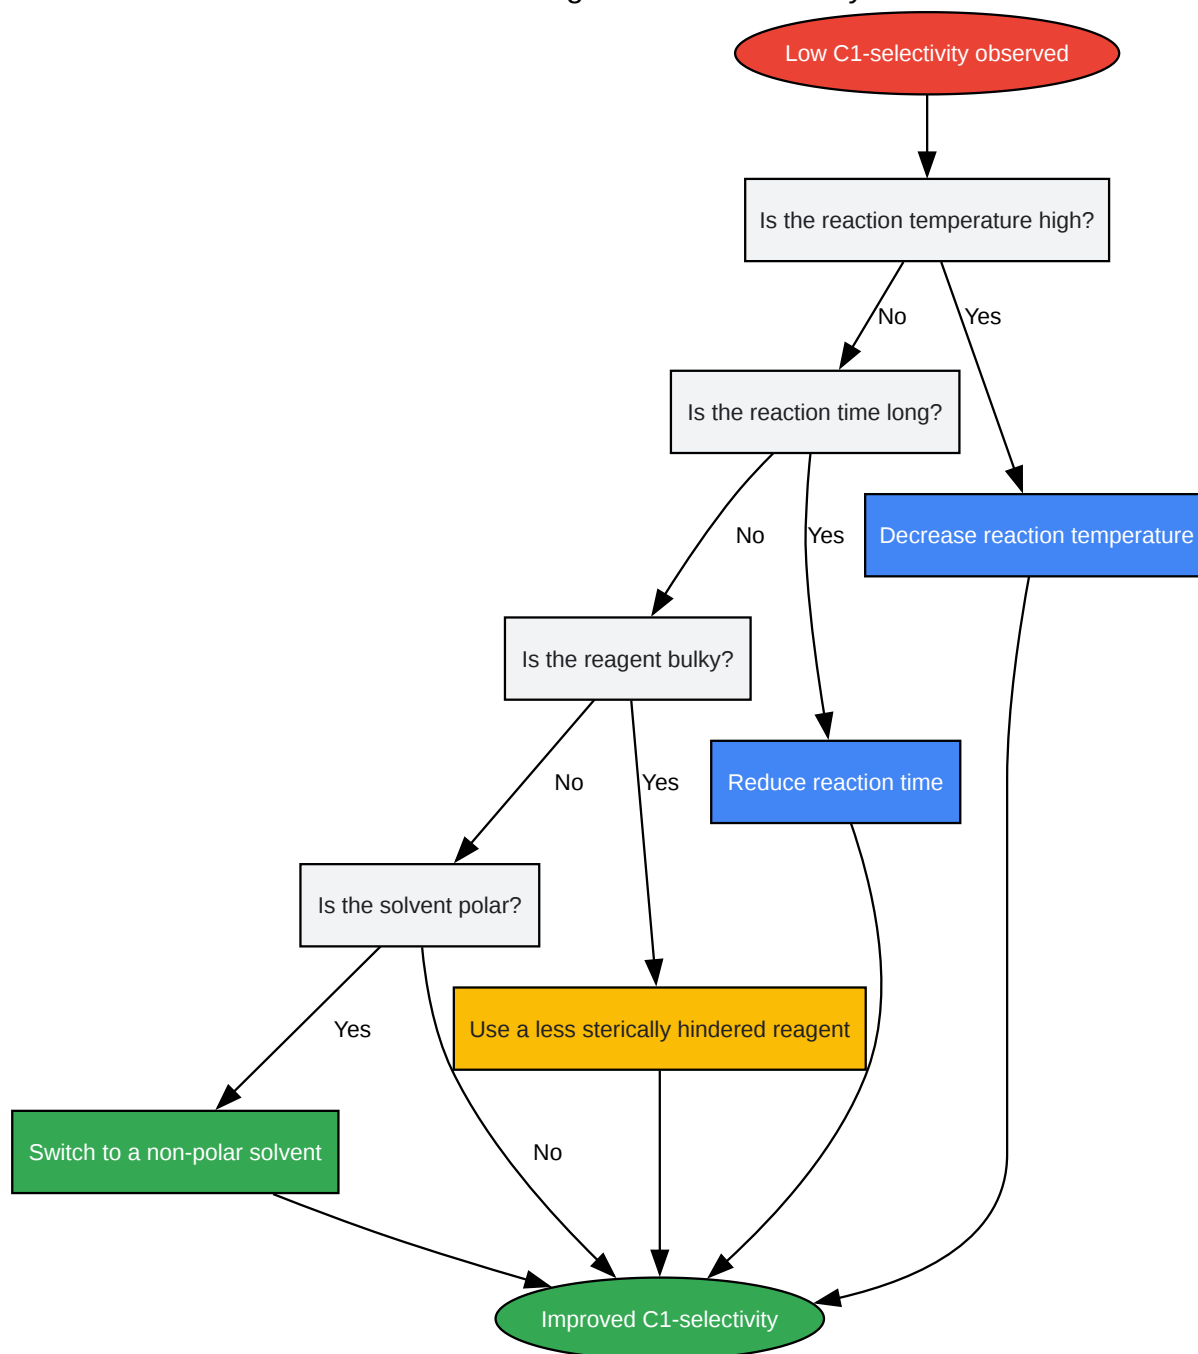 Low C1-selectivity observed
Is the reaction temperature high?
No
Yes
Is the reaction time long?
No
Yes
Decrease reaction temperature
Is the reagent bulky?
No
Yes
Reduce reaction time
Is the solvent polar?
Yes
No
Use a less sterically hindered reagent
Switch to a non-polar solvent
Improved C1-selectivity